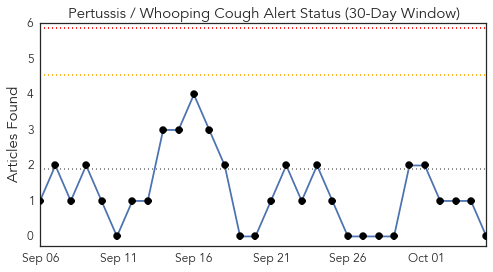 Pertussis / Whooping Cough Alert Status (30-Day Window)
Articles Found
6
5
4
3
2
1
0
Sep 06 Sep 11 Sep 16 Sep 21 Sep 26 Oct 01